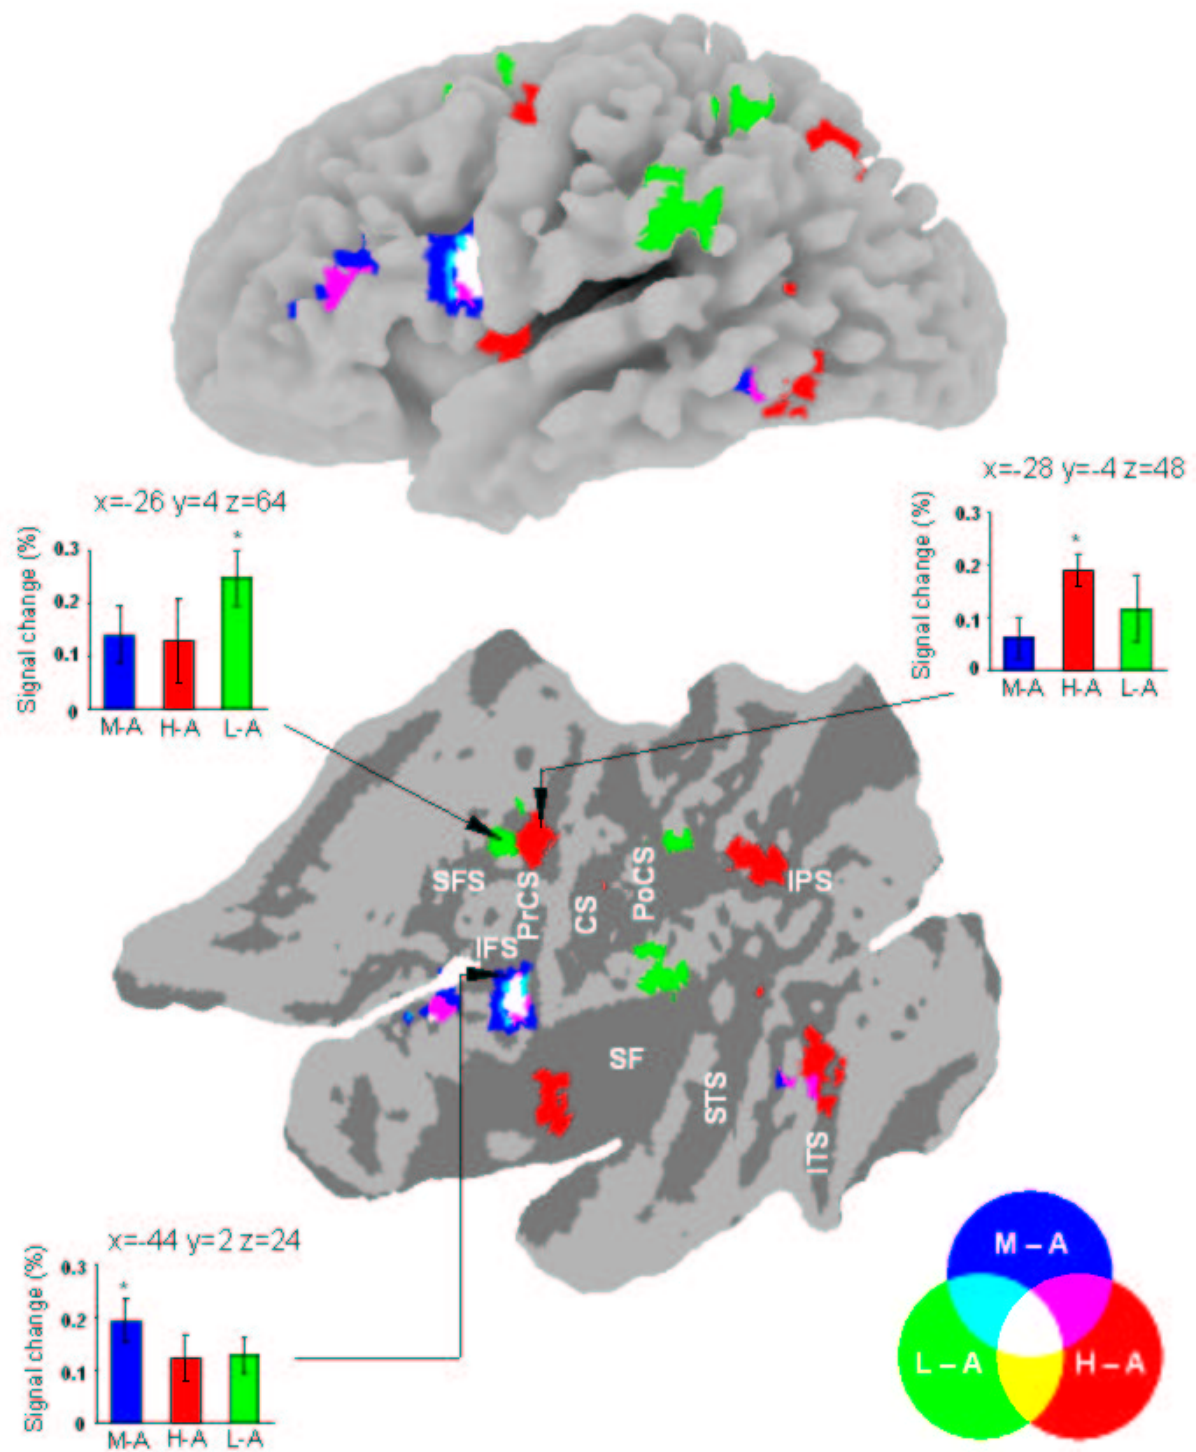 x=-28 y=-4 z=48
x=-26 y=4 z=64
Signal change (%)
0.3
0.2
0.1
0
*
M-A H-A L-A
Signal change (%)
0.3
0.2
0.1
0
*
M-A H-A L-A
SFS
PrCS
CS
PoCS
IPS
IFS
SF
STS
ITS
x=-44 y=2 z=24
Signal change (%)
0.3
0.2
0.1
0
*
M-A H-A L-A
M – A
L – A
H – A